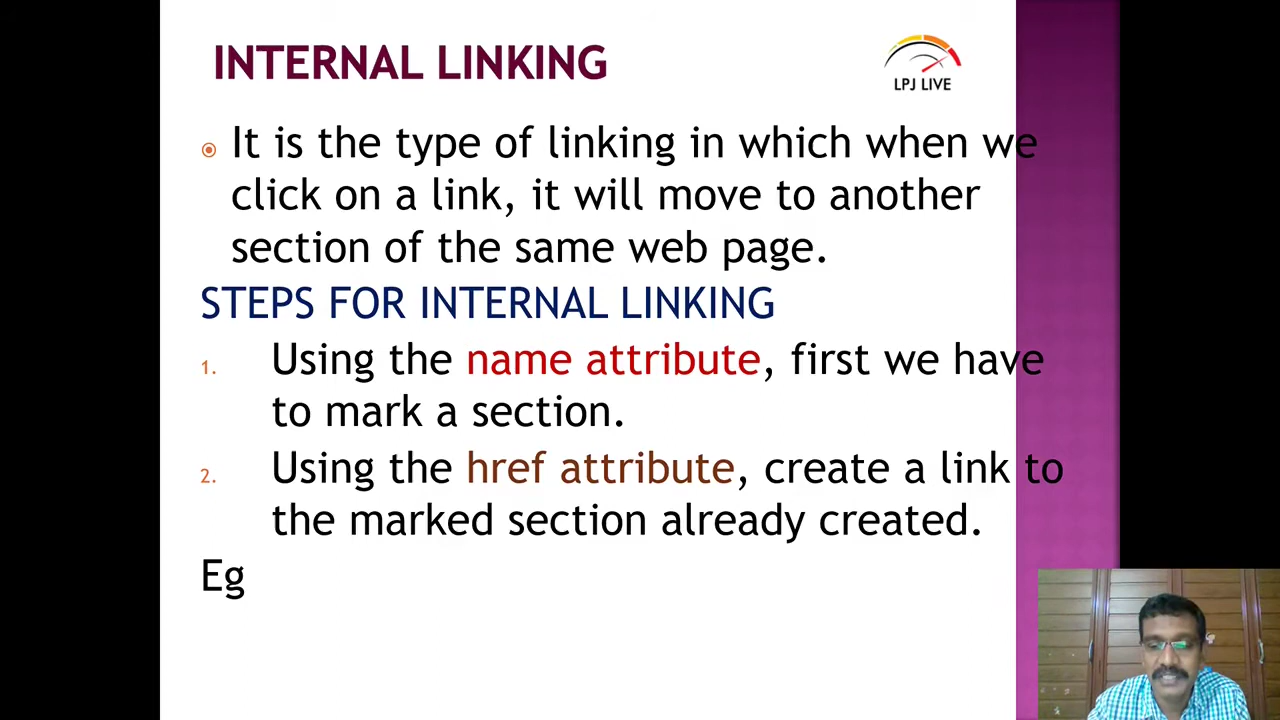 INTERNAL LINKING
LPJ LIVE
It is the type of linking in which when we
click on a link, it will move to another
section of the same web page.
STEPS FOR INTERNAL LINKING
1. Using the name attribute, first we have
to mark a section.
2. Using the href attribute, create a link to
the marked section already created.
Eg